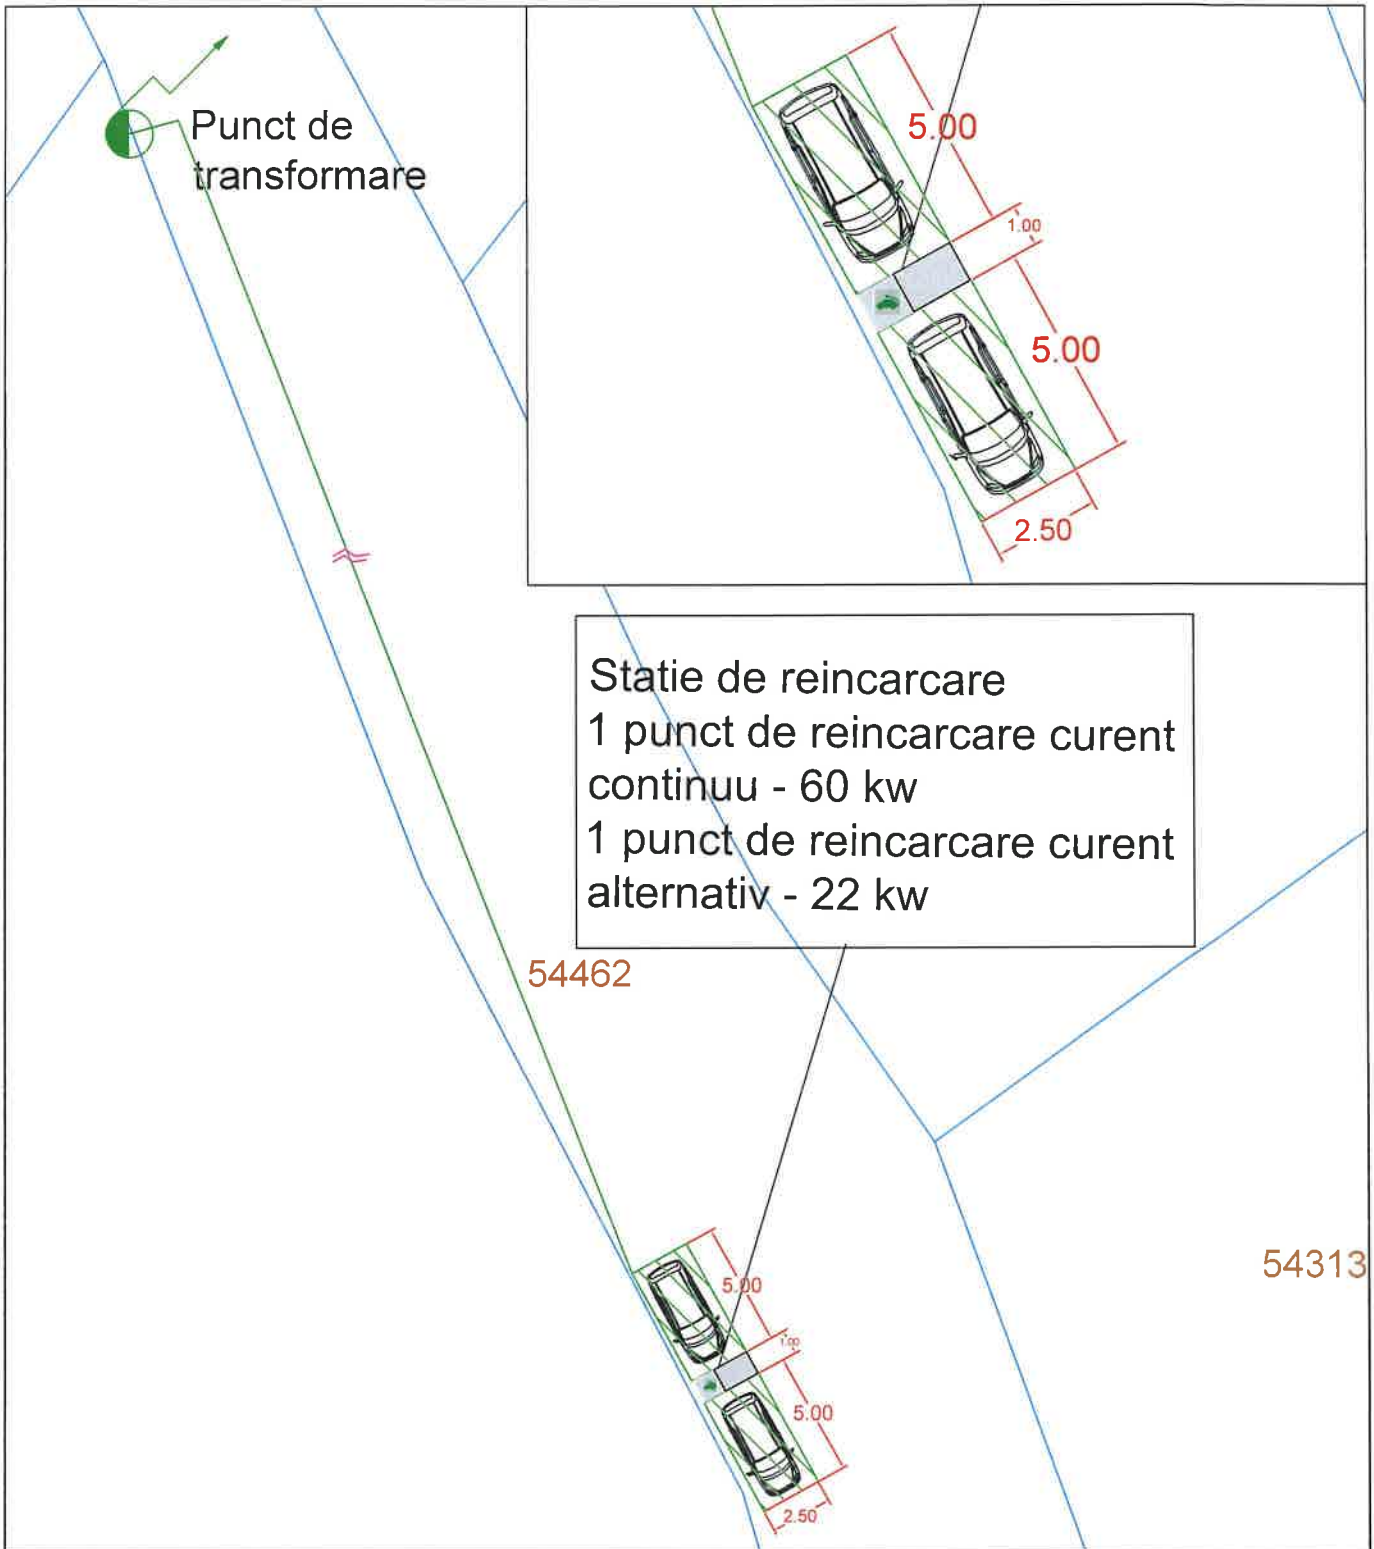 Punct de
transformare
5.00
1.00
5.00
2.50
Statie de reincarcare
1 punct de reincarcare curent
continuu - 60 kw
1 punct de reincarcare curent
alternativ - 22 kw
54462
54313
5.00
1.00
5.00
2.50